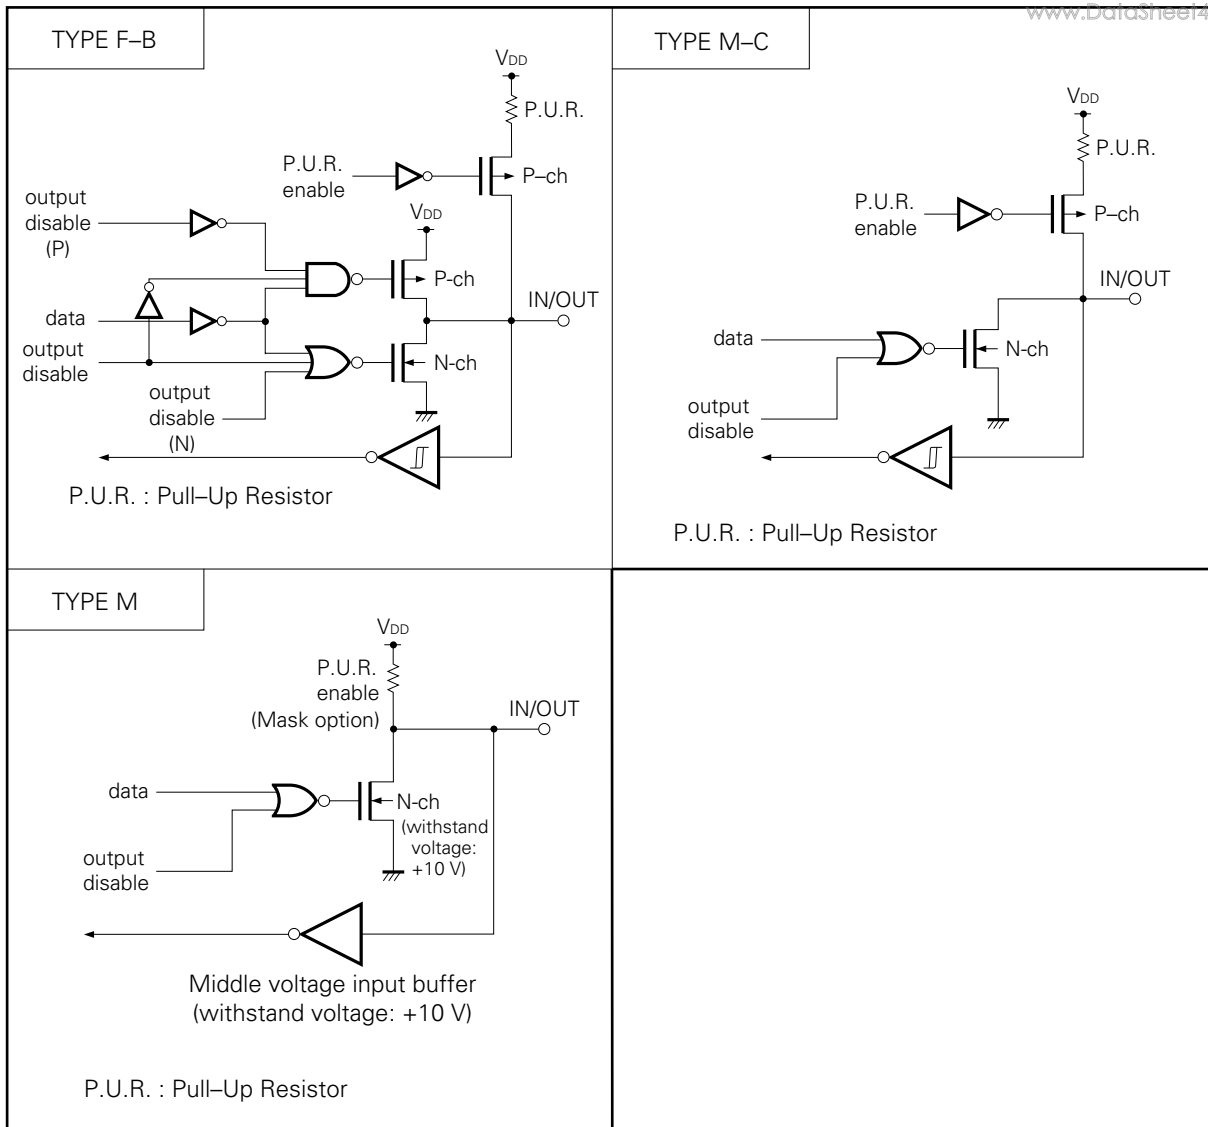 www.DataSheet4
TYPE F–B
VDD
P.U.R.
P.U.R.
enable
P–ch
output
disable
(P)
VDD
P-ch
IN/OUT
data
output
disable
N-ch
output
disable
(N)
P.U.R. : Pull–Up Resistor
TYPE M–C
VDD
P.U.R.
P.U.R.
enable
P–ch
IN/OUT
data
N-ch
output
disable
P.U.R. : Pull–Up Resistor
TYPE M
VDD
P.U.R.
enable
(Mask option)
IN/OUT
data
N-ch
(withstand
voltage:
+10 V)
output
disable
Middle voltage input buffer
(withstand voltage: +10 V)
P.U.R. : Pull–Up Resistor